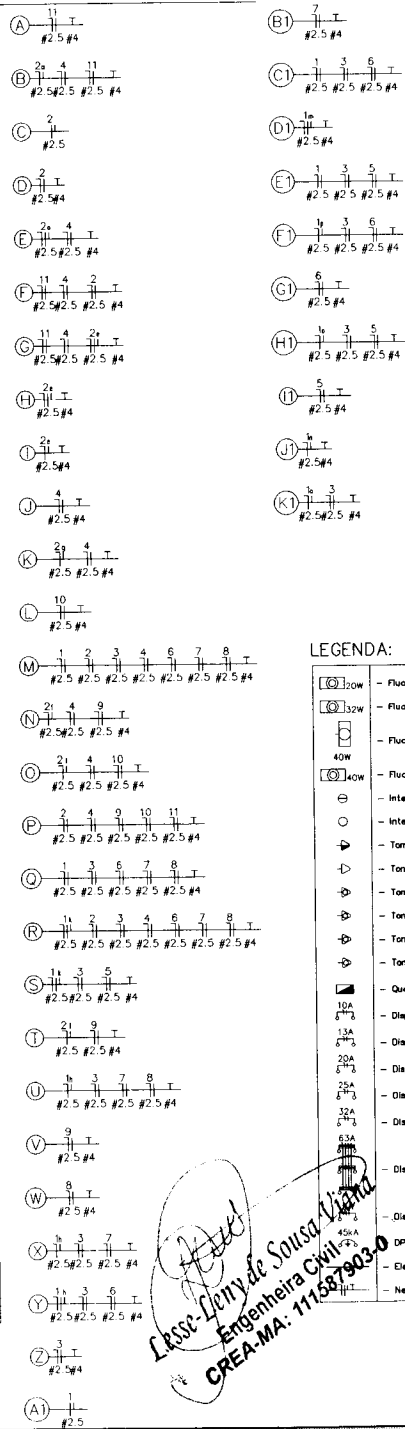 A 11 T
#2.5 #4
B 2a 4 11 T
#2.5 #2.5 #2.5 #4
C 2
#2.5
D 2 T
#2.5 #4
E 2a 4 T
#2.5 #2.5 #4
F 11 4 2 T
#2.5 #2.5 #2.5 #4
G 11 4 2e T
#2.5 #2.5 #2.5 #4
H 2e T
#2.5 #4
I 2e T
#2.5 #4
J 4 T
#2.5 #4
K 2g 4 T
#2.5 #2.5 #4
L 10 T
#2.5 #4
M 1 2 3 4 6 7 8 T
#2.5 #2.5 #2.5 #2.5 #2.5 #2.5 #2.5 #4
N 2f 4 9 T
#2.5 #2.5 #2.5 #4
O 2i 4 10 T
#2.5 #2.5 #2.5 #4
P 2 4 9 10 11 T
#2.5 #2.5 #2.5 #2.5 #2.5 #4
Q 1 3 6 7 8 T
#2.5 #2.5 #2.5 #2.5 #2.5 #4
R 1k 2 3 4 6 7 8 T
#2.5 #2.5 #2.5 #2.5 #2.5 #2.5 #2.5 #4
S 1k 3 5 T
#2.5 #2.5 #2.5 #4
T 2i 9 T
#2.5 #2.5 #4
U 1h 3 7 8 T
#2.5 #2.5 #2.5 #2.5 #4
V 9 T
#2.5 #4
W 8 T
#2.5 #4
X 1h 3 7 T
#2.5 #2.5 #2.5 #4
Y 1h 3 6 T
#2.5 #2.5 #2.5 #4
Z 3 T
#2.5 #4
A1 1
#2.5
B1 7 T
#2.5 #4
C1 1 3 6 T
#2.5 #2.5 #2.5 #4
D1 1m T
#2.5 #4
E1 1 3 5 T
#2.5 #2.5 #2.5 #4
F1 1p 3 6 T
#2.5 #2.5 #2.5 #4
G1 6 T
#2.5 #4
H1 1o 3 5 T
#2.5 #2.5 #2.5 #4
I1 5 T
#2.5 #4
J1 1n T
#2.5 #4
K1 1o 3 T
#2.5 #2.5 #4
LEGENDA:
20W - Fluo
32W - Fluo
- Fluo
40W
40W - Fluo
- Inte
- Inte
- Tom
- Tom
- Tom
- Tom
- Tom
- Tom
- Qua
10A - Dis
13A - Dis
20A - Dis
25A - Dis
32A - Dis
63A - Dis
- Dis
45kA - DP
- Ele
- Ne
Lesse-Leny de Sousa Viana
Engenheira Civil
CREA-MA: 111587903-0